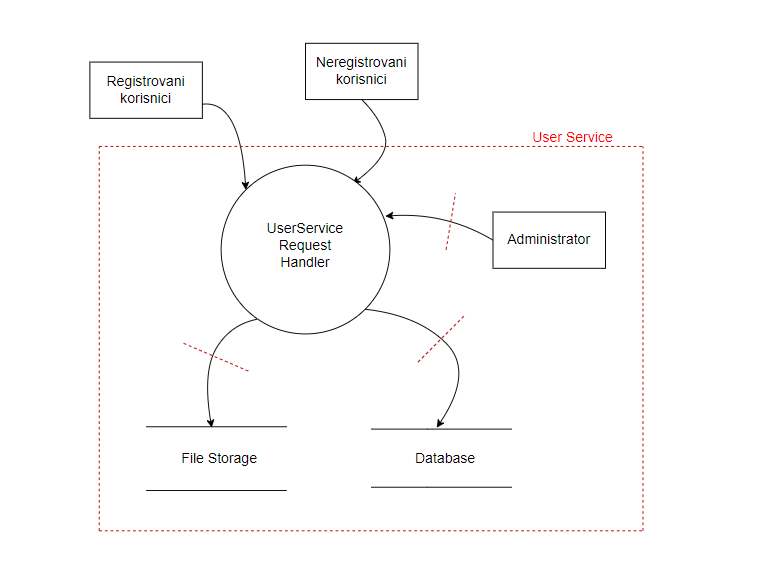 Neregistrovani
korisnici
Registrovani
korisnici
User Service
UserService
Request
Handler
Administrator
File Storage
Database